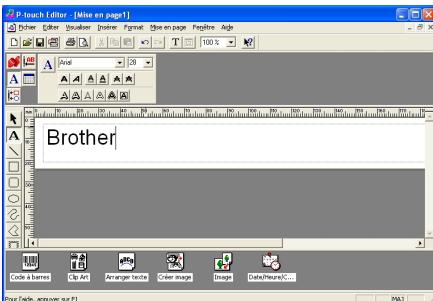 P-touch Editor - [Mise en page1]
Fichier Editer Visualiser Insérer Format Mise en page Fenêtre Aide
100 %
Arial 28
Brother
Code à barres Clip Art Arranger texte Créer image Image Date/Heure/C...
Pour l'aide, appuyer sur F1 MAJ